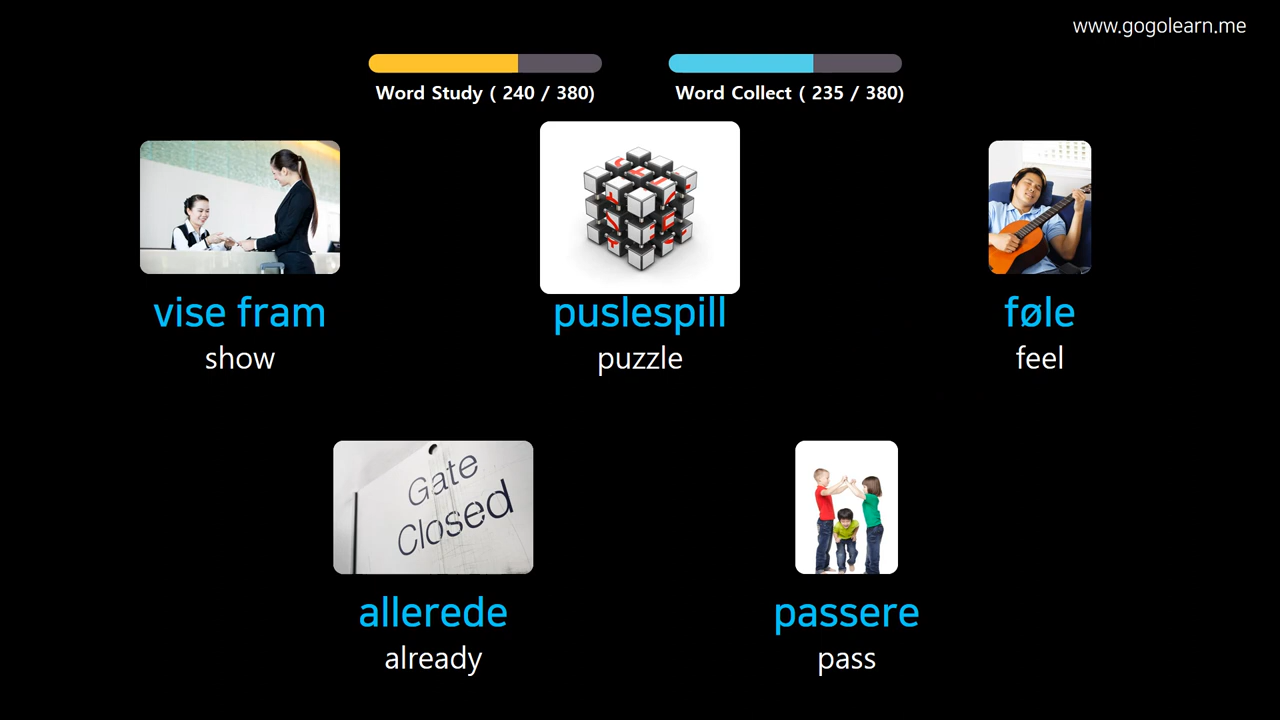 www.gogolearn.me
Word Study ( 240 / 380)
Word Collect ( 235 / 380)
vise fram
show
puslespill
puzzle
føle
feel
Gate
Closed
allerede
already
passere
pass